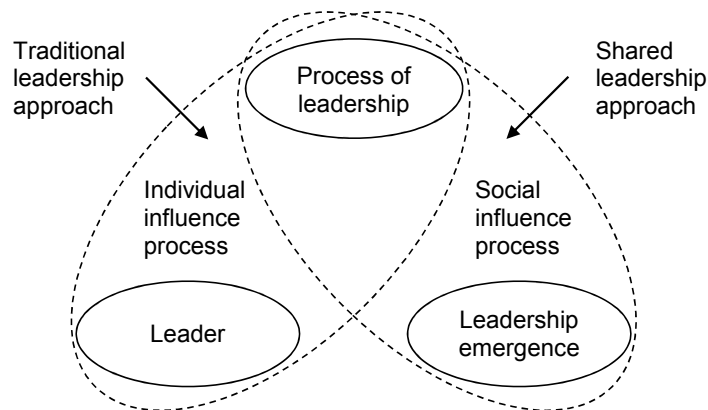 Traditional
leadership
approach
Process of
leadership
Shared
leadership
approach
Individual
influence
process
Social
influence
process
Leader
Leadership
emergence